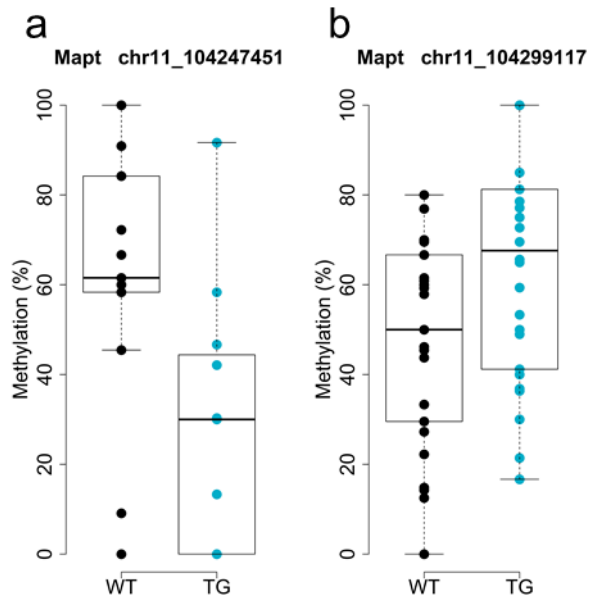 a
Mapt chr11_104247451
Methylation (%)
100
80
60
40
20
0
WT TG
b
Mapt chr11_104299117
Methylation (%)
100
80
60
40
20
0
WT TG